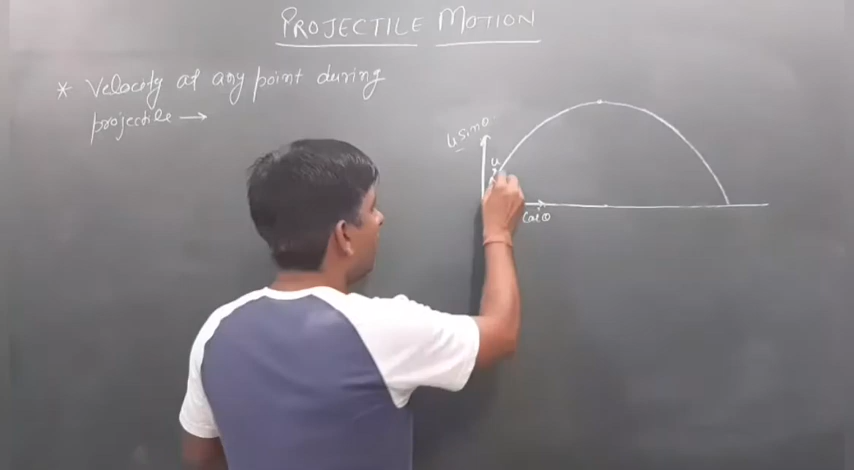 PROJECTILE MOTION
* Velocity at any point during
projectile →
u sinθ
u
Cosθ